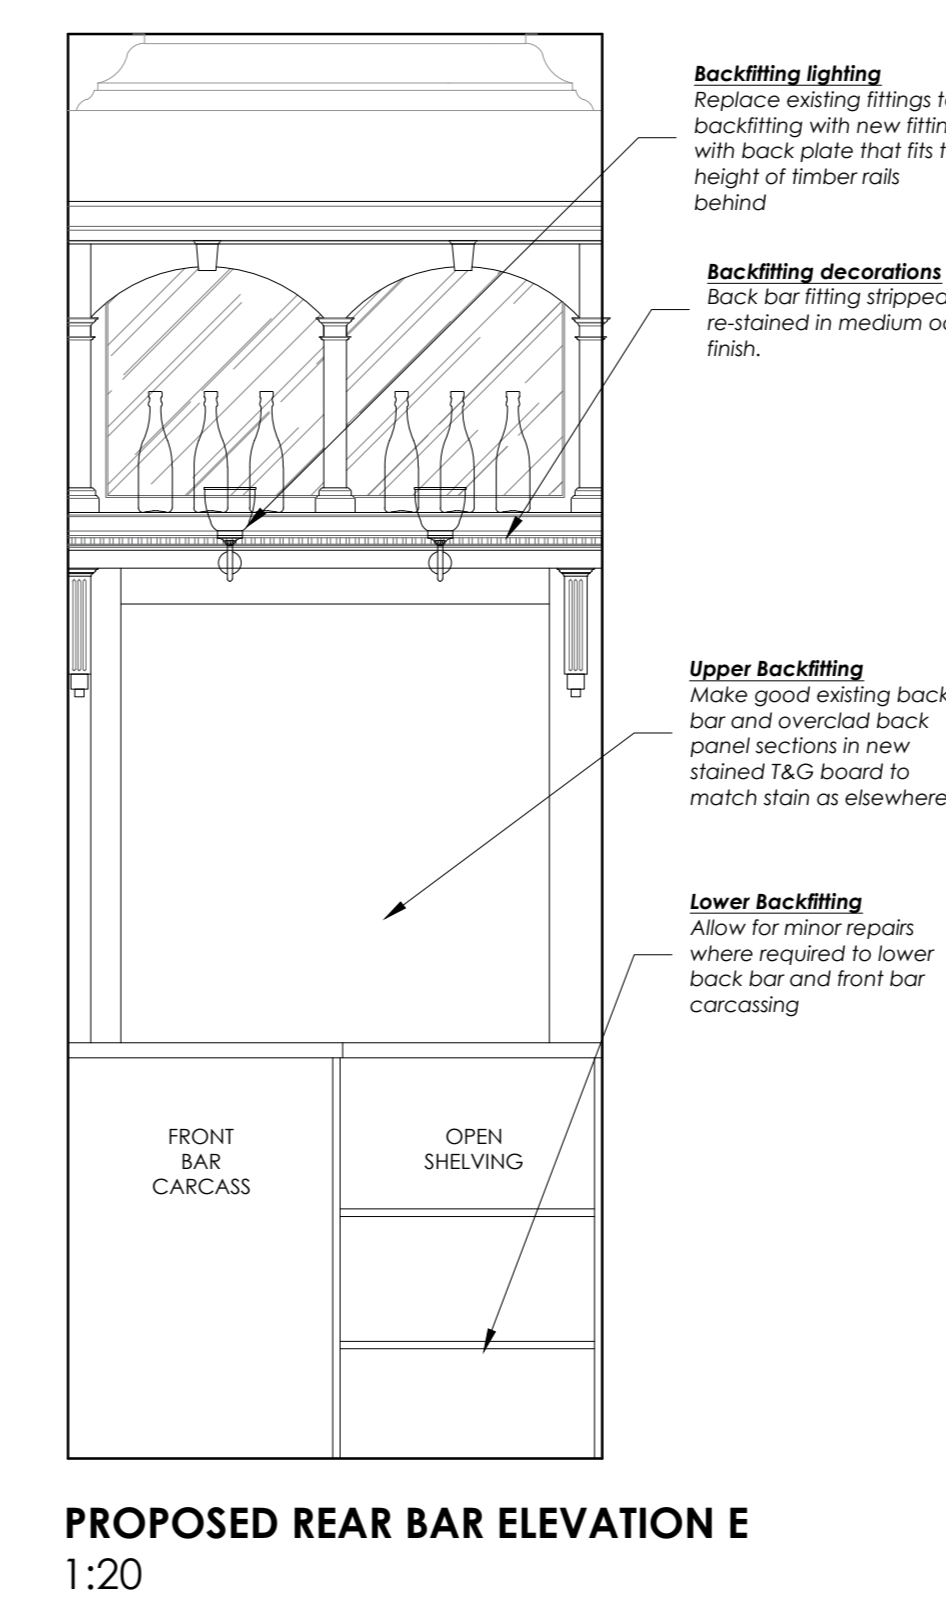 Backfitting lighting
Replace existing fittings
backfitting with new
with back plate that fits
height of timber rails
behind
Backfitting decorations
Back bar fitting stripped
re-stained in medium
finish.
Upper Backfitting
Make good existing back
bar and overclad back
panel sections in new
stained T&G board to
match stain as elsewhere
Lower Backfitting
Allow for minor repairs
where required to lower
back bar and front bar
carcassing
FRONT
BAR
CARCASS
OPEN
SHELVING
PROPOSED REAR BAR ELEVATION E
1:20